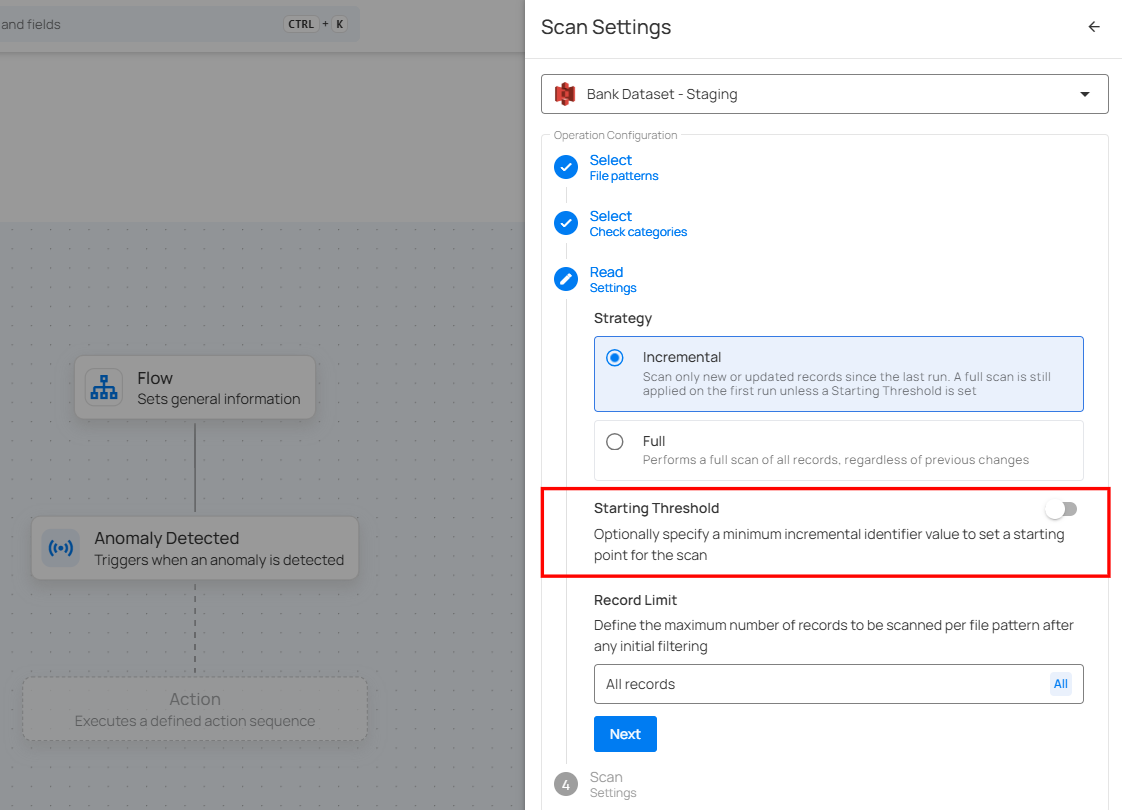 and fields
CTRL + K
Flow
Sets general information
Anomaly Detected
Triggers when an anomaly is detected
Action
Executes a defined action sequence
Scan Settings
Bank Dataset - Staging
Operation Configuration
Select
File patterns
Select
Check categories
Read
Settings
Strategy
Incremental
Scan only new or updated records since the last run. A full scan is still
applied on the first run unless a Starting Threshold is set
Full
Performs a full scan of all records, regardless of previous changes
Starting Threshold
Optionally specify a minimum incremental identifier value to set a starting
point for the scan
Record Limit
Define the maximum number of records to be scanned per file pattern after
any initial filtering
All records
All
Next
4
Scan
Settings